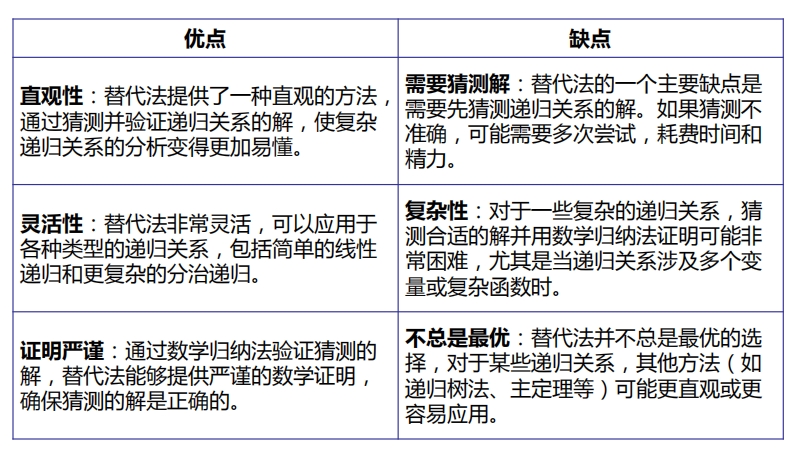 优点
缺点
直观性：替代法提供了一种直观的方法，
通过猜测并验证递归关系的解，使复杂
递归关系的分析变得更加易懂。
需要猜测解：替代法的一个主要缺点是
需要先猜测递归关系的解。如果猜测不
准确，可能需要多次尝试，耗费时间和
精力。
灵活性：替代法非常灵活，可以应用于
各种类型的递归关系，包括简单的线性
递归和更复杂的分治递归。
复杂性：对于一些复杂的递归关系，猜
测合适的解并用数学归纳法证明可能非
常困难，尤其是当递归关系涉及多个变
量或复杂函数时。
证明严谨：通过数学归纳法验证猜测的
解，替代法能够提供严谨的数学证明，
确保猜测的解是正确的。
不总是最优：替代法并不总是最优的选
择，对于某些递归关系，其他方法（如
递归树法、主定理等）可能更直观或更
容易应用。